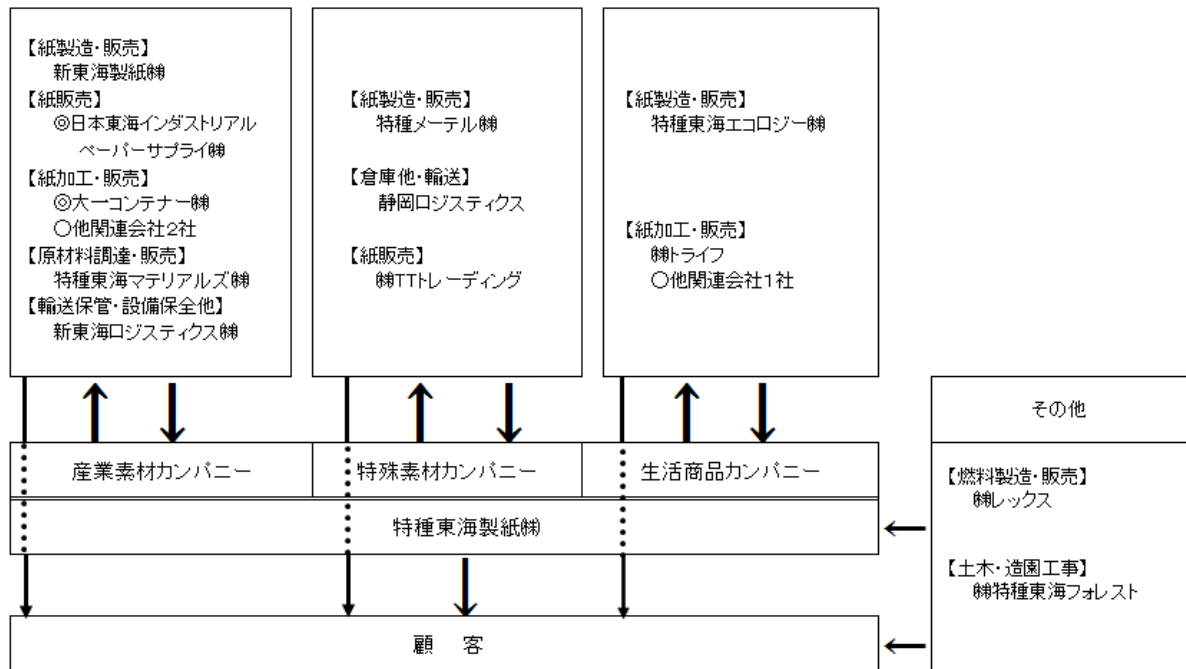 【紙製造・販売】
新東海製紙㈱
【紙販売】
◎日本東海インダストリアル
ペーパーサプライ㈱
【紙加工・販売】
◎大一コンテナー㈱
○他関連会社2社
【原材料調達・販売】
特種東海マテリアルズ㈱
【輸送保管・設備保全他】
新東海ロジスティクス㈱
【紙製造・販売】
特種メーテル㈱
【倉庫他・輸送】
静岡ロジスティクス
【紙販売】
㈱TTトレーディング
【紙製造・販売】
特種東海エコロジー㈱
【紙加工・販売】
㈱トライフ
○他関連会社1社
産業素材カンパニー
特殊素材カンパニー
生活商品カンパニー
特種東海製紙㈱
顧 客
その他
【燃料製造・販売】
㈱レックス
【土木・造園工事】
㈱特種東海フォレスト